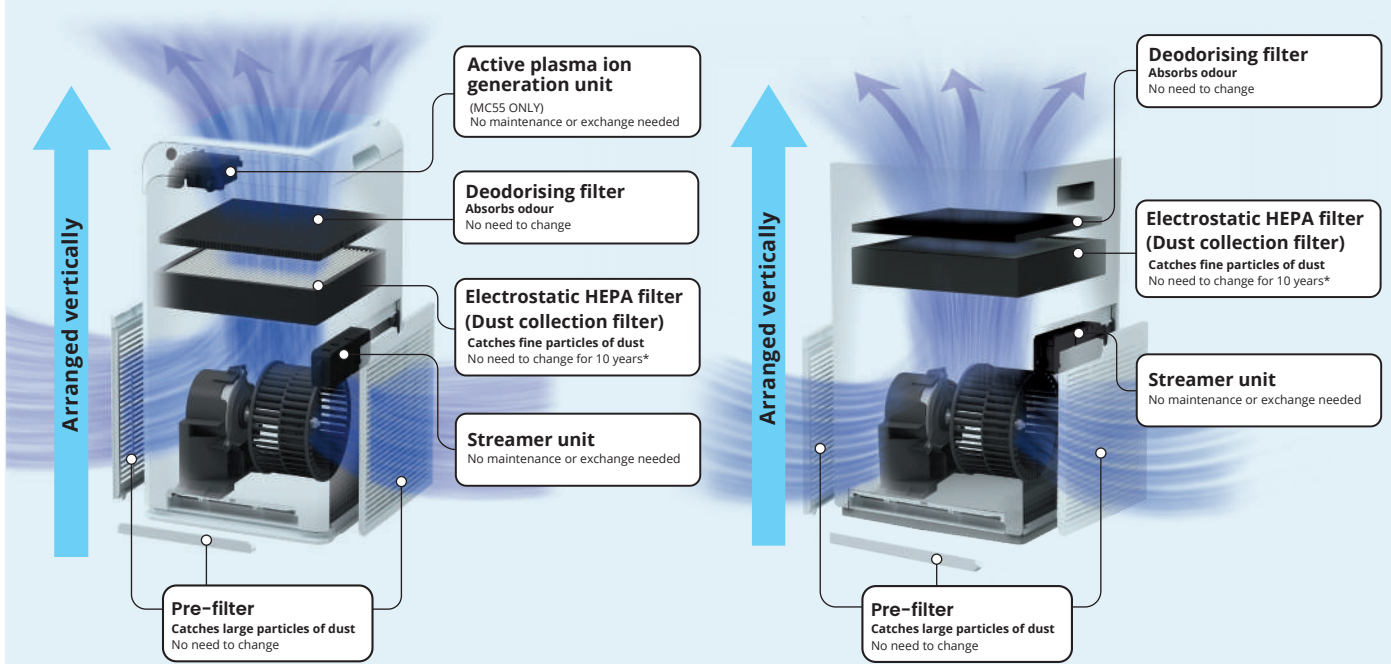 Arranged vertically
Active plasma ion
generation unit
(MC55 ONLY)
No maintenance or exchange needed
Deodorising filter
Absorbs odour
No need to change
Electrostatic HEPA filter
(Dust collection filter)
Catches fine particles of dust
No need to change for 10 years*
Streamer unit
No maintenance or exchange needed
Pre-filter
Catches large particles of dust
No need to change
Arranged vertically
Deodorising filter
Absorbs odour
No need to change
Electrostatic HEPA filter
(Dust collection filter)
Catches fine particles of dust
No need to change for 10 years*
Streamer unit
No maintenance or exchange needed
Pre-filter
Catches large particles of dust
No need to change